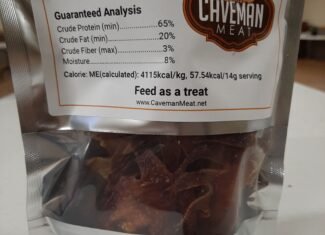 Guaranteed Analysis
Crude Protein (min)..................65%
Crude Fat (min)........................20%
Crude Fiber (max).....................3%
Moisture...................................8%
Calorie: ME(calculated): 4115kcal/kg, 57.54kcal/14g serving
Feed as a treat
www.CavemanMeat.net
CAVEMAN
MEAT